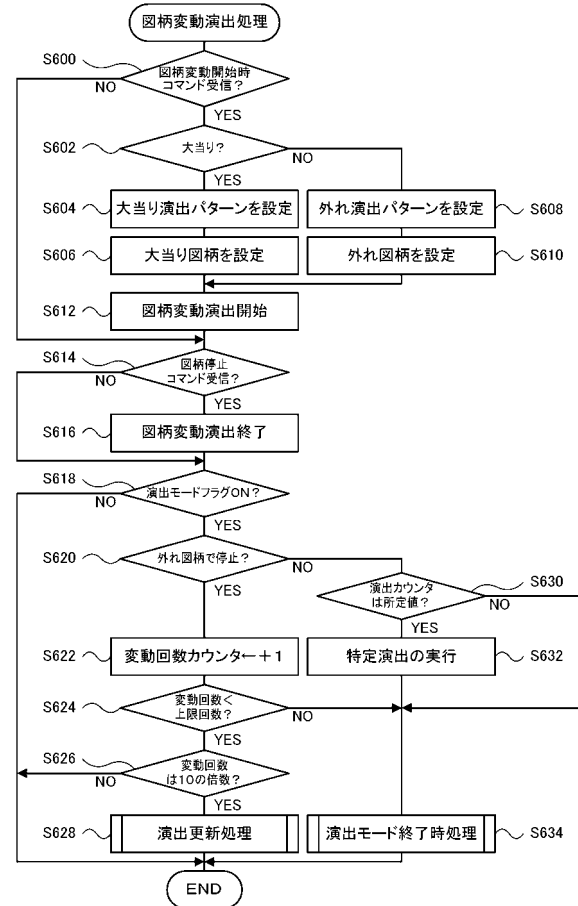 図柄変動演出処理
S600
図柄変動開始時
コマンド受信?
NO
YES
S602
大当り?
NO
YES
S604
大当り演出パターンを設定
外れ演出パターンを設定
S608
S606
大当り図柄を設定
外れ図柄を設定
S610
S612
図柄変動演出開始
S614
図柄停止
コマンド受信?
NO
YES
S616
図柄変動演出終了
S618
演出モードフラグON?
NO
YES
S620
外れ図柄で停止?
NO
YES
演出カウンタ
は所定値?
S630
NO
YES
S622
変動回数カウンタ←+1
特定演出の実行
S632
S624
変動回数<
上限回数?
NO
YES
S626
変動回数
は10の倍数?
NO
YES
S628
演出更新処理
演出モード終了時処理
S634
END